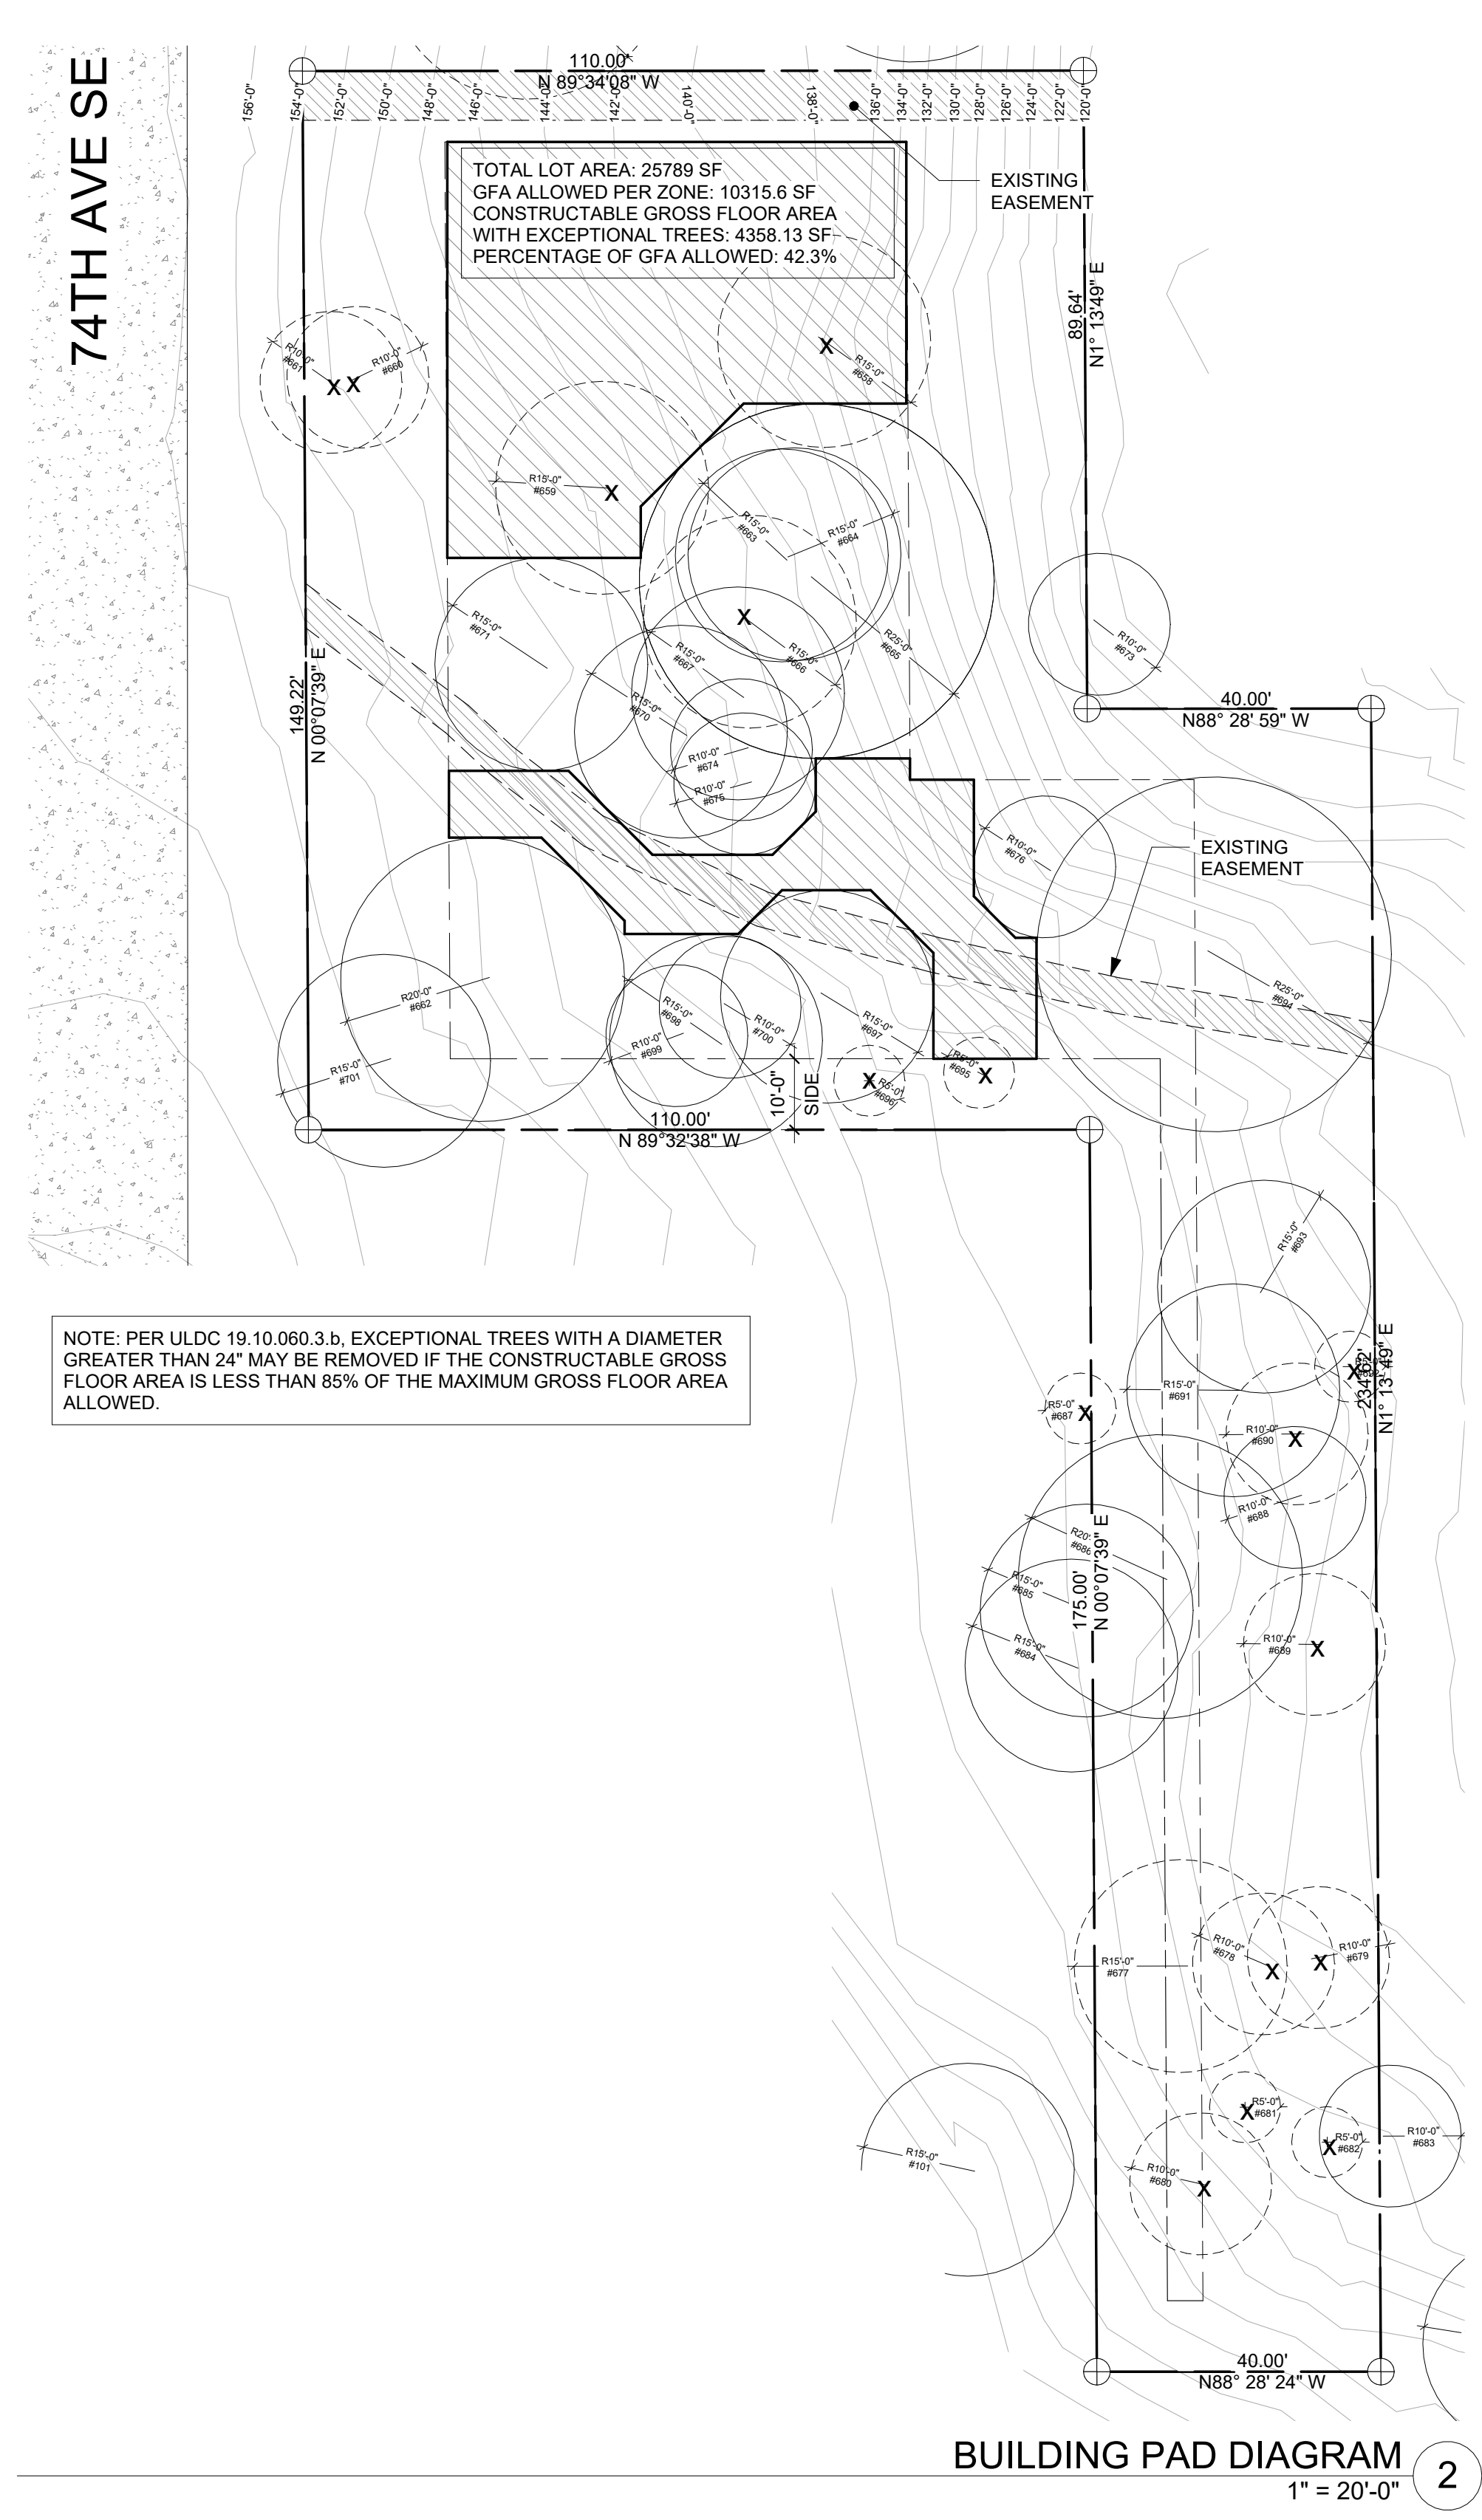 74TH AVE SE
110.00'
N 89°34'08" W
156'-0"
154'-0"
152'-0"
150'-0"
148'-0"
146'-0"
144'-0"
142'-0"
140'-0"
138'-0"
136'-0"
134'-0"
132'-0"
130'-0"
128'-0"
126'-0"
124'-0"
122'-0"
120'-0"
TOTAL LOT AREA: 25789 SF
GFA ALLOWED PER ZONE: 10315.6 SF
CONSTRUCTABLE GROSS FLOOR AREA
WITH EXCEPTIONAL TREES: 4358.13 SF
PERCENTAGE OF GFA ALLOWED: 42.3%
EXISTING
EASEMENT
89.64'
N1° 13'49" E
R10'-0"
#661
R10'-0"
#660
X
X
X
R15'-0"
#658
R15'-0"
#659
X
R15'-0"
#663
R15'-0"
#664
R15'-0"
#671
X
R15'-0"
#667
R15'-0"
#666
R25'-0"
#665
R10'-0"
#673
149.22'
N 00°07'39" E
R15'-0"
#670
40.00'
N88° 28' 59" W
R10'-0"
#674
R10'-0"
#675
R10'-0"
#676
EXISTING
EASEMENT
R20'-0"
#662
R15'-0"
#698
R10'-0"
#700
R15'-0"
#697
R25'-0"
#694
R10'-0"
#699
R15'-0"
#701
10'-0"
SIDE
X
R5'-0"
#696
R5'-0"
#695
X
110.00'
N 89°32'38" W
R15'-0"
#693
NOTE: PER ULDC 19.10.060.3.b, EXCEPTIONAL TREES WITH A DIAMETER
GREATER THAN 24" MAY BE REMOVED IF THE CONSTRUCTABLE GROSS
FLOOR AREA IS LESS THAN 85% OF THE MAXIMUM GROSS FLOOR AREA
ALLOWED.
X
234.62'
N1° 13'49" E
R15'-0"
#691
R5'-0"
#687
X
R10'-0"
#690
X
R10'-0"
#688
R20'-
#686
R15'-0"
#685
175.00'
N 00°07'39" E
R15'-0"
#684
R10'-0"
#689
X
R15'-0"
#677
R10'-0"
#678
X
X
R10'-0"
#679
X
R5'-0"
#681
X
R5'-0"
#682
R10'-0"
#683
R15'-0"
#101
R10'-0"
#680
X
40.00'
N88° 28' 24" W
BUILDING PAD DIAGRAM
2
1" = 20'-0"